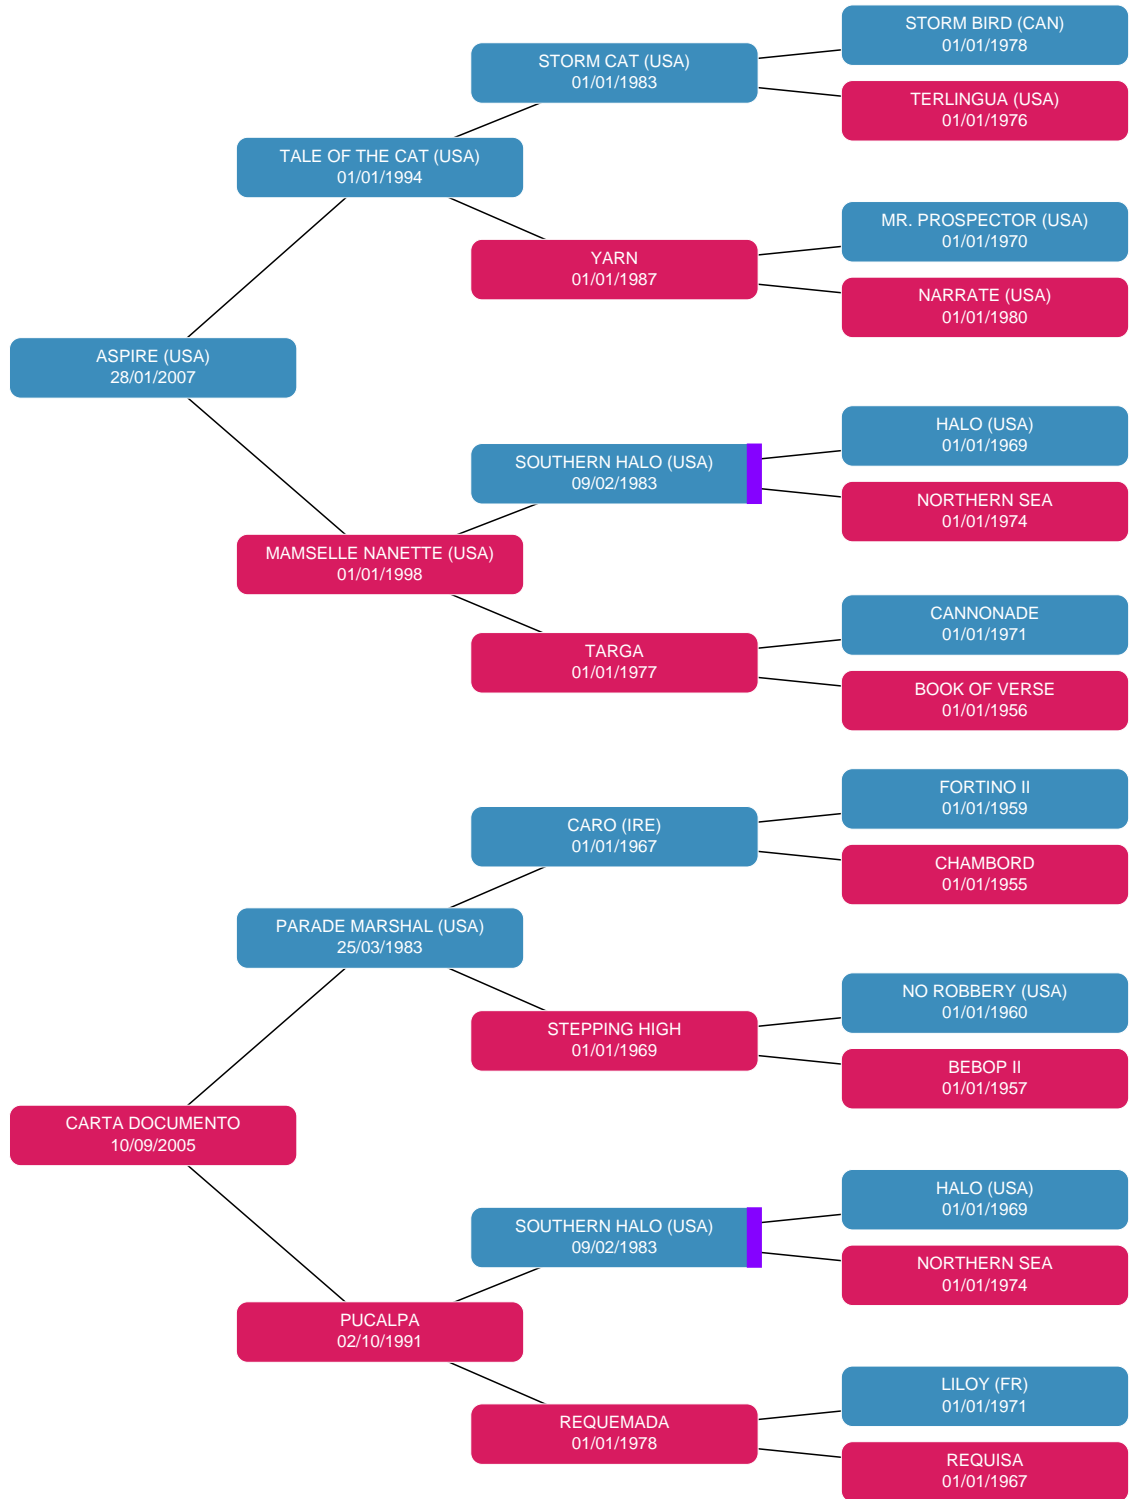 STORM BIRD (CAN)
01/01/1978
STORM CAT (USA)
01/01/1983
TERLINGUA (USA)
01/01/1976
TALE OF THE CAT (USA)
01/01/1994
MR. PROSPECTOR (USA)
01/01/1970
YARN
01/01/1987
NARRATE (USA)
01/01/1980
ASPIRE (USA)
28/01/2007
HALO (USA)
01/01/1969
SOUTHERN HALO (USA)
09/02/1983
NORTHERN SEA
01/01/1974
MAMSELLE NANETTE (USA)
01/01/1998
CANNONADE
01/01/1971
TARGA
01/01/1977
BOOK OF VERSE
01/01/1956
FORTINO II
01/01/1959
CARO (IRE)
01/01/1967
CHAMBORD
01/01/1955
PARADE MARSHAL (USA)
25/03/1983
NO ROBBERY (USA)
01/01/1960
STEPPING HIGH
01/01/1969
BEBOP II
01/01/1957
CARTA DOCUMENTO
10/09/2005
HALO (USA)
01/01/1969
SOUTHERN HALO (USA)
09/02/1983
NORTHERN SEA
01/01/1974
PUCALPA
02/10/1991
LILOY (FR)
01/01/1971
REQUEMADA
01/01/1978
REQUISA
01/01/1967